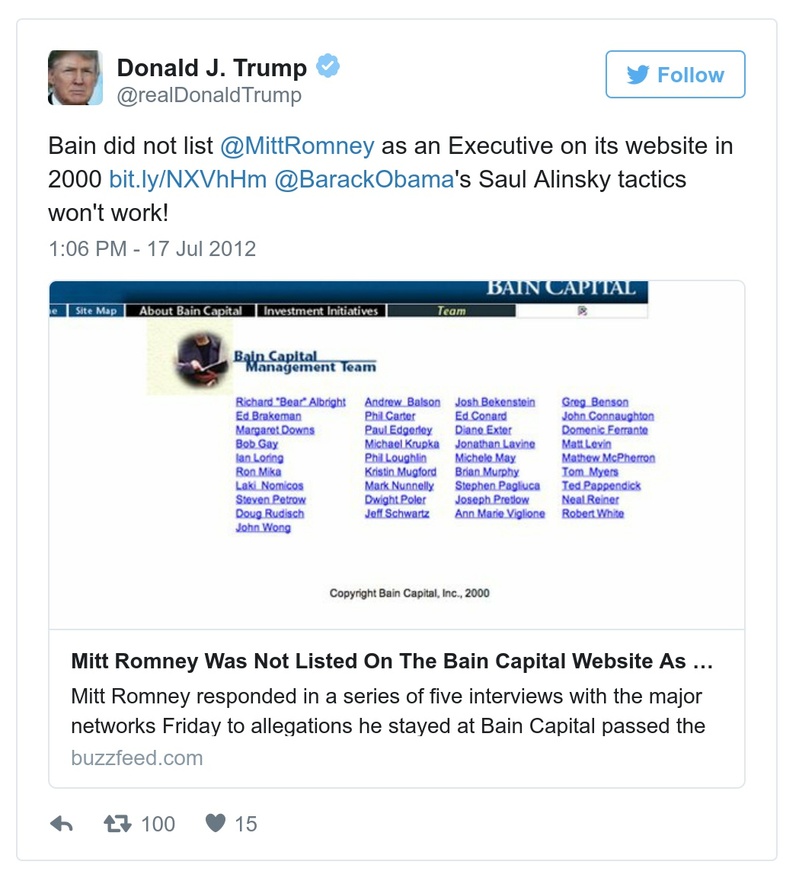 Donald J. Trump
@realDonaldTrump
Follow
Bain did not list @MittRomney as an Executive on its website in
2000 bit.ly/NXVhHm @BarackObama's Saul Alinsky tactics
won't work!
1:06 PM - 17 Jul 2012
BAIN CAPITAL
e | Site Map | About Bain Capital | Investment Initiatives | Team
Bain Capital
Management Team
Richard "Bear" Albright Andrew Balson Josh Bekenstein Greg Benson
Ed Brakeman Phil Carter Ed Conard John Connaughton
Margaret Downs Paul Edgerley Diane Exter Domenic Ferrante
Bob Gay Michael Krupka Jonathan Lavine Matt Levin
Ian Loring Phil Loughlin Michele May Mathew McPherron
Ron Mika Kristin Mugford Brian Murphy Tom Myers
Laki Nomicos Mark Nunnelly Stephen Pagliuca Ted Pappendick
Steven Petrow Dwight Poler Joseph Pretlow Neal Reiner
Doug Rudisch Jeff Schwartz Ann Marie Viglione Robert White
John Wong
Copyright Bain Capital, Inc., 2000
Mitt Romney Was Not Listed On The Bain Capital Website As …
Mitt Romney responded in a series of five interviews with the major
networks Friday to allegations he stayed at Bain Capital passed the
buzzfeed.com
100 15